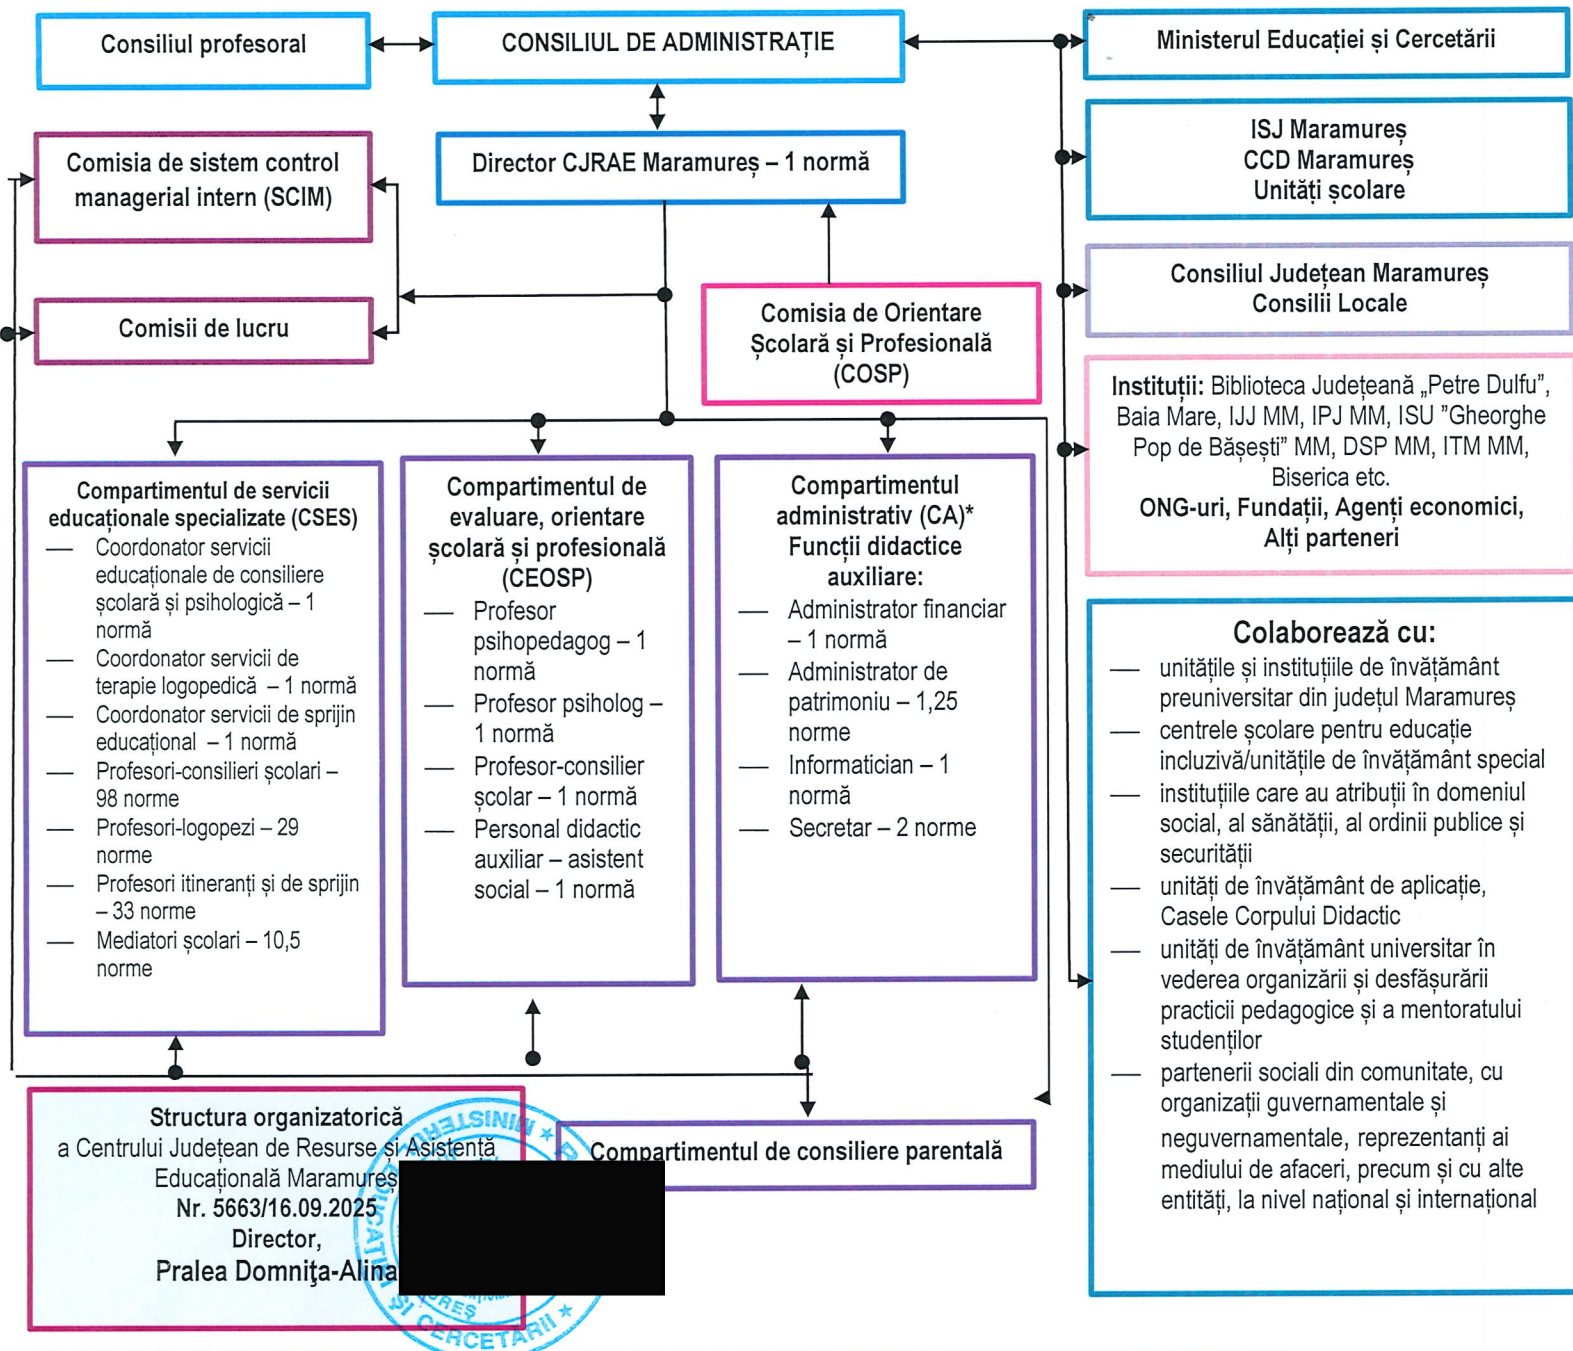 Consiliul profesoral
CONSILIUL DE ADMINISTRAȚIE
Ministerul Educației și Cercetării
Comisia de sistem control
managerial intern (SCIM)
Director CJRAE Maramureș – 1 normă
ISJ Maramureș
CCD Maramureș
Unități școlare
Comisii de lucru
Comisia de Orientare
Școlară și Profesională
(COSP)
Consiliul Județean Maramureș
Consilii Locale
Instituții: Biblioteca Județeană „Petre Dulfu”,
Baia Mare, IJJ MM, IPJ MM, ISU ”Gheorghe
Pop de Bășești” MM, DSP MM, ITM MM,
Biserica etc.
ONG-uri, Fundații, Agenți economici,
Alți parteneri
Compartimentul de servicii
educaționale specializate (CSES)
— Coordonator servicii
educaționale de consiliere
școlară și psihologică – 1
normă
— Coordonator servicii de
terapie logopedică – 1 normă
— Coordonator servicii de sprijin
educațional – 1 normă
— Profesori-consilieri școlari –
98 norme
— Profesori-logopezi – 29
norme
— Profesori itineranți și de sprijin
– 33 norme
— Mediatori școlari – 10,5
norme
Compartimentul de
evaluare, orientare
școlară și profesională
(CEOSP)
— Profesor
psihopedagog – 1
normă
— Profesor psiholog –
1 normă
— Profesor-consilier
școlar – 1 normă
— Personal didactic
auxiliar – asistent
social – 1 normă
Compartimentul
administrativ (CA)*
Funcții didactice
auxiliare:
— Administrator financiar
– 1 normă
— Administrator de
patrimoniu – 1,25
norme
— Informatician – 1
normă
— Secretar – 2 norme
Colaborează cu:
— unitățile și instituțiile de învățământ
preuniversitar din județul Maramureș
— centrele școlare pentru educație
incluzivă/unitățile de învățământ special
— instituțiile care au atribuții în domeniul
social, al sănătății, al ordinii publice și
securității
— unități de învățământ de aplicație,
Casele Corpului Didactic
— unități de învățământ universitar în
vederea organizării și desfășurării
practicii pedagogice și a mentoratului
studenților
— partenerii sociali din comunitate, cu
organizații guvernamentale și
neguvernamentale, reprezentanți ai
mediului de afaceri, precum și cu alte
entități, la nivel național și internațional
Structura organizatorică
a Centrului Județean de Resurse și Asistență
Educațională Maramureș
Nr. 5663/16.09.2025
Director,
Pralea Domnița-Alina
Compartimentul de consiliere parentală
MINISTERUL EDUCAȚIEI ȘI CERCETĂRII